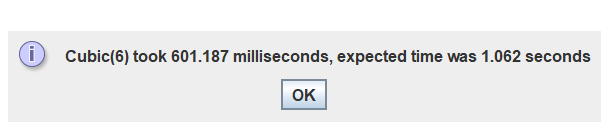 Cubic(6) took 601.187 milliseconds, expected time was 1.062 seconds
OK